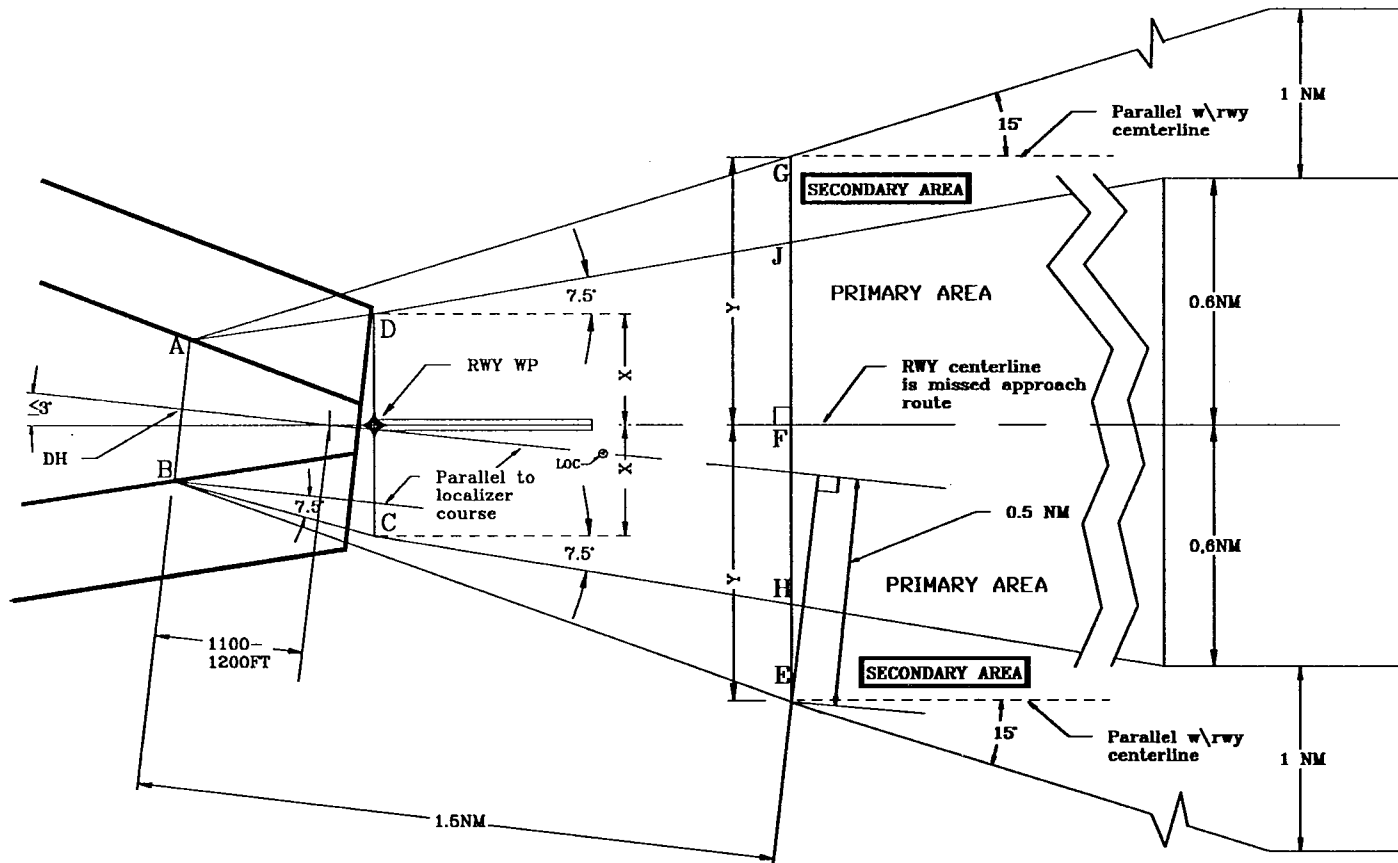 1 NM
15°
Parallel w\rwy
cemterline
G
SECONDARY AREA
J
7.5°
PRIMARY AREA
0.6NM
D
A
Y
X
RWY WP
RWY centerline
is missed approach
route
≤3°
F
DH
LOC
B
Parallel to
localizer
course
X
7.5°
C
0.5 NM
7.5°
Y
H
PRIMARY AREA
0.6NM
1100-
1200FT
E
SECONDARY AREA
15°
Parallel w\rwy
centerline
1 NM
1.5NM